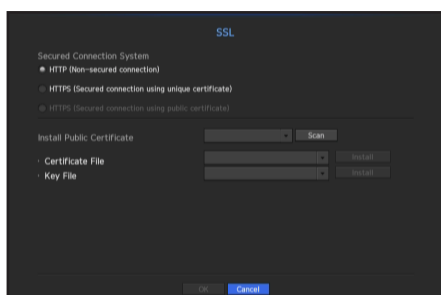 SSL
Secured Connection System
HTTP (Non-secured connection)
HTTPS (Secured connection using unique certificate)
HTTPS (Secured connection using public certificate)
Install Public Certificate Scan
· Certificate File Install
· Key File Install
OK Cancel